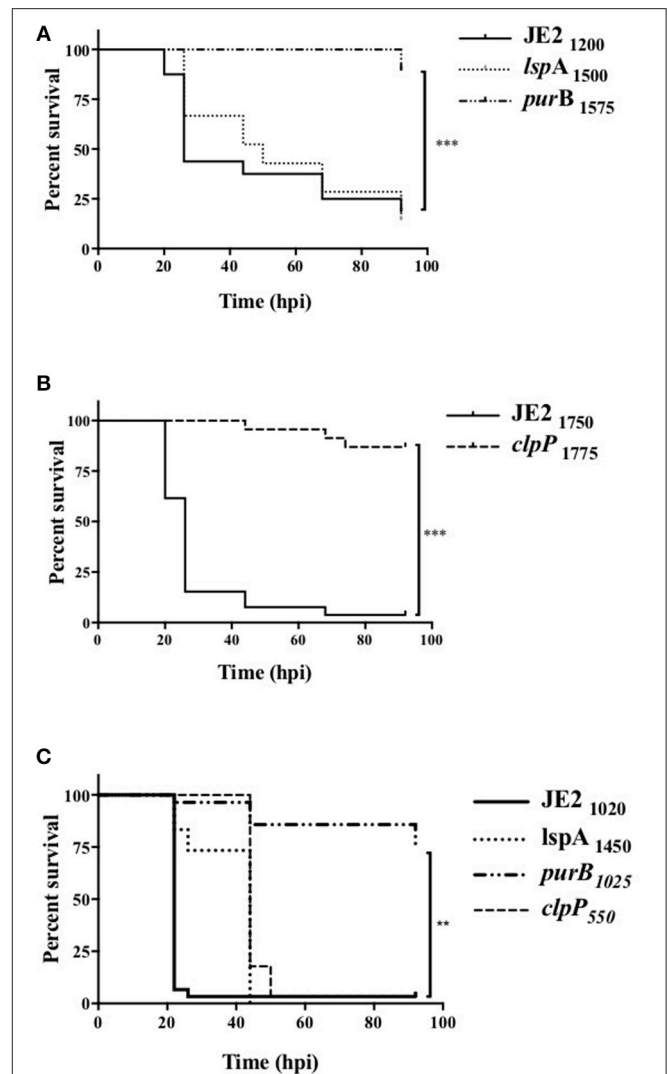 A
JE2 1200
lspA 1500
purB 1575
Percent survival
100
75
50
25
0
***
0 20 40 60 80 100
Time (hpi)
B
JE2 1750
clpP 1775
Percent survival
100
75
50
25
0
***
0 20 40 60 80 100
Time (hpi)
C
JE2 1020
lspA 1450
purB 1025
clpP 550
Percent survival
100
75
50
25
0
**
0 20 40 60 80 100
Time (hpi)